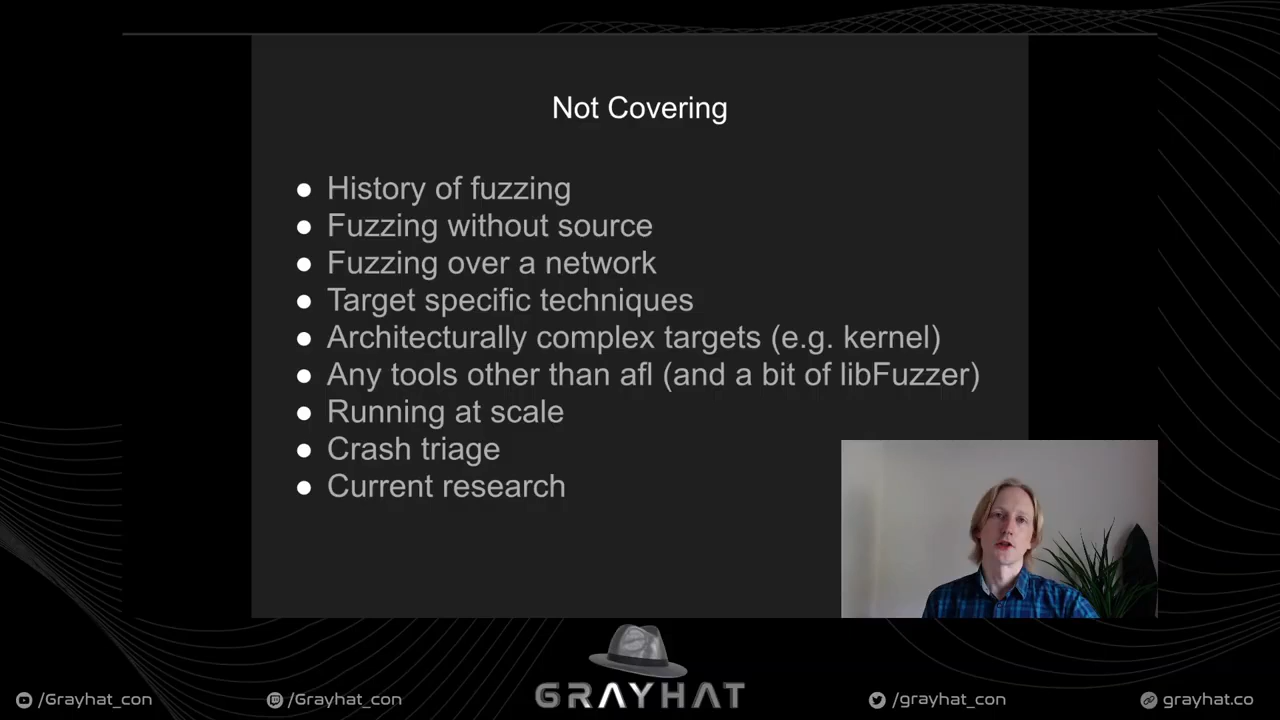 Not Covering
● History of fuzzing
● Fuzzing without source
● Fuzzing over a network
● Target specific techniques
● Architecturally complex targets (e.g. kernel)
● Any tools other than afl (and a bit of libFuzzer)
● Running at scale
● Crash triage
● Current research
GRAYHAT
/Grayhat_con
/Grayhat_con
/grayhat_con
grayhat.co